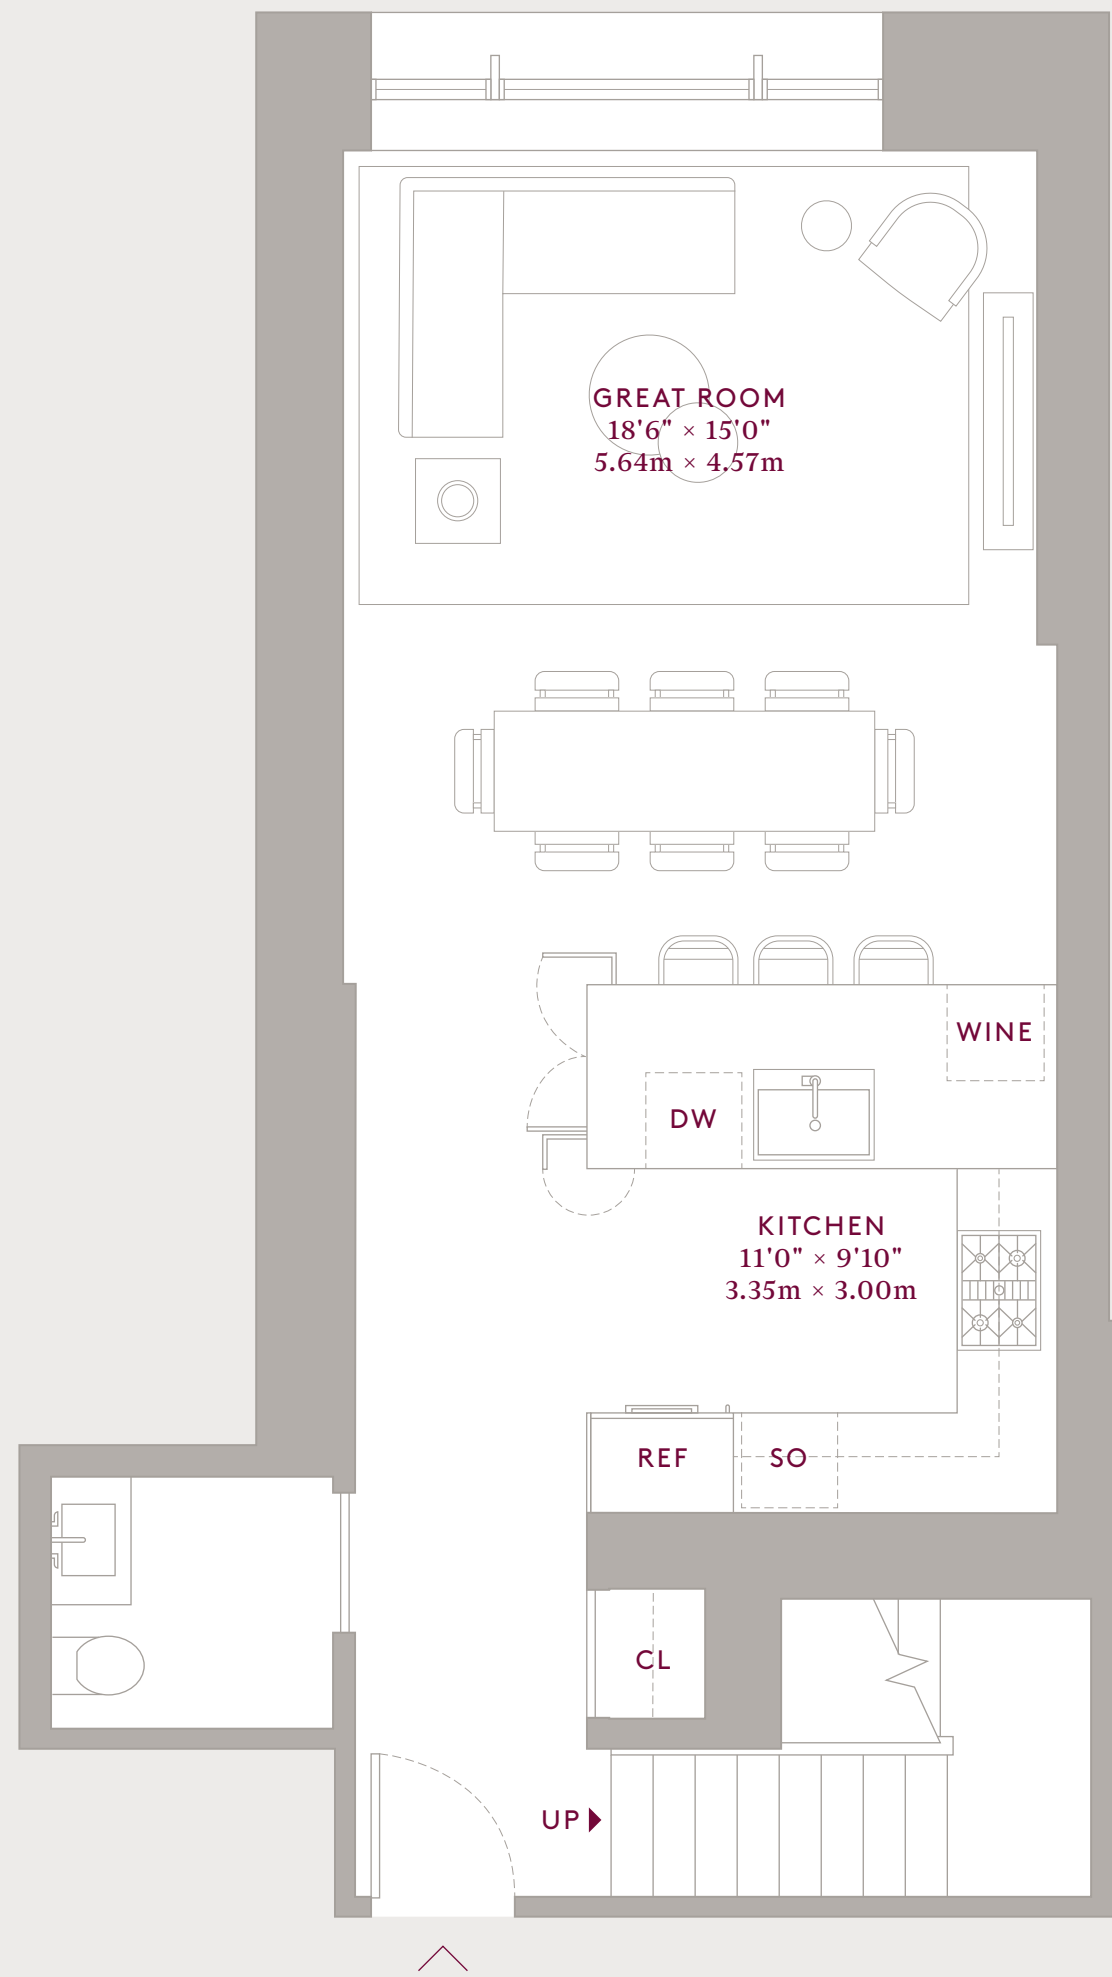 GREAT ROOM
18'6" × 15'0"
5.64m × 4.57m
WINE
DW
KITCHEN
11'0" × 9'10"
3.35m × 3.00m
REF
SO
CL
UP